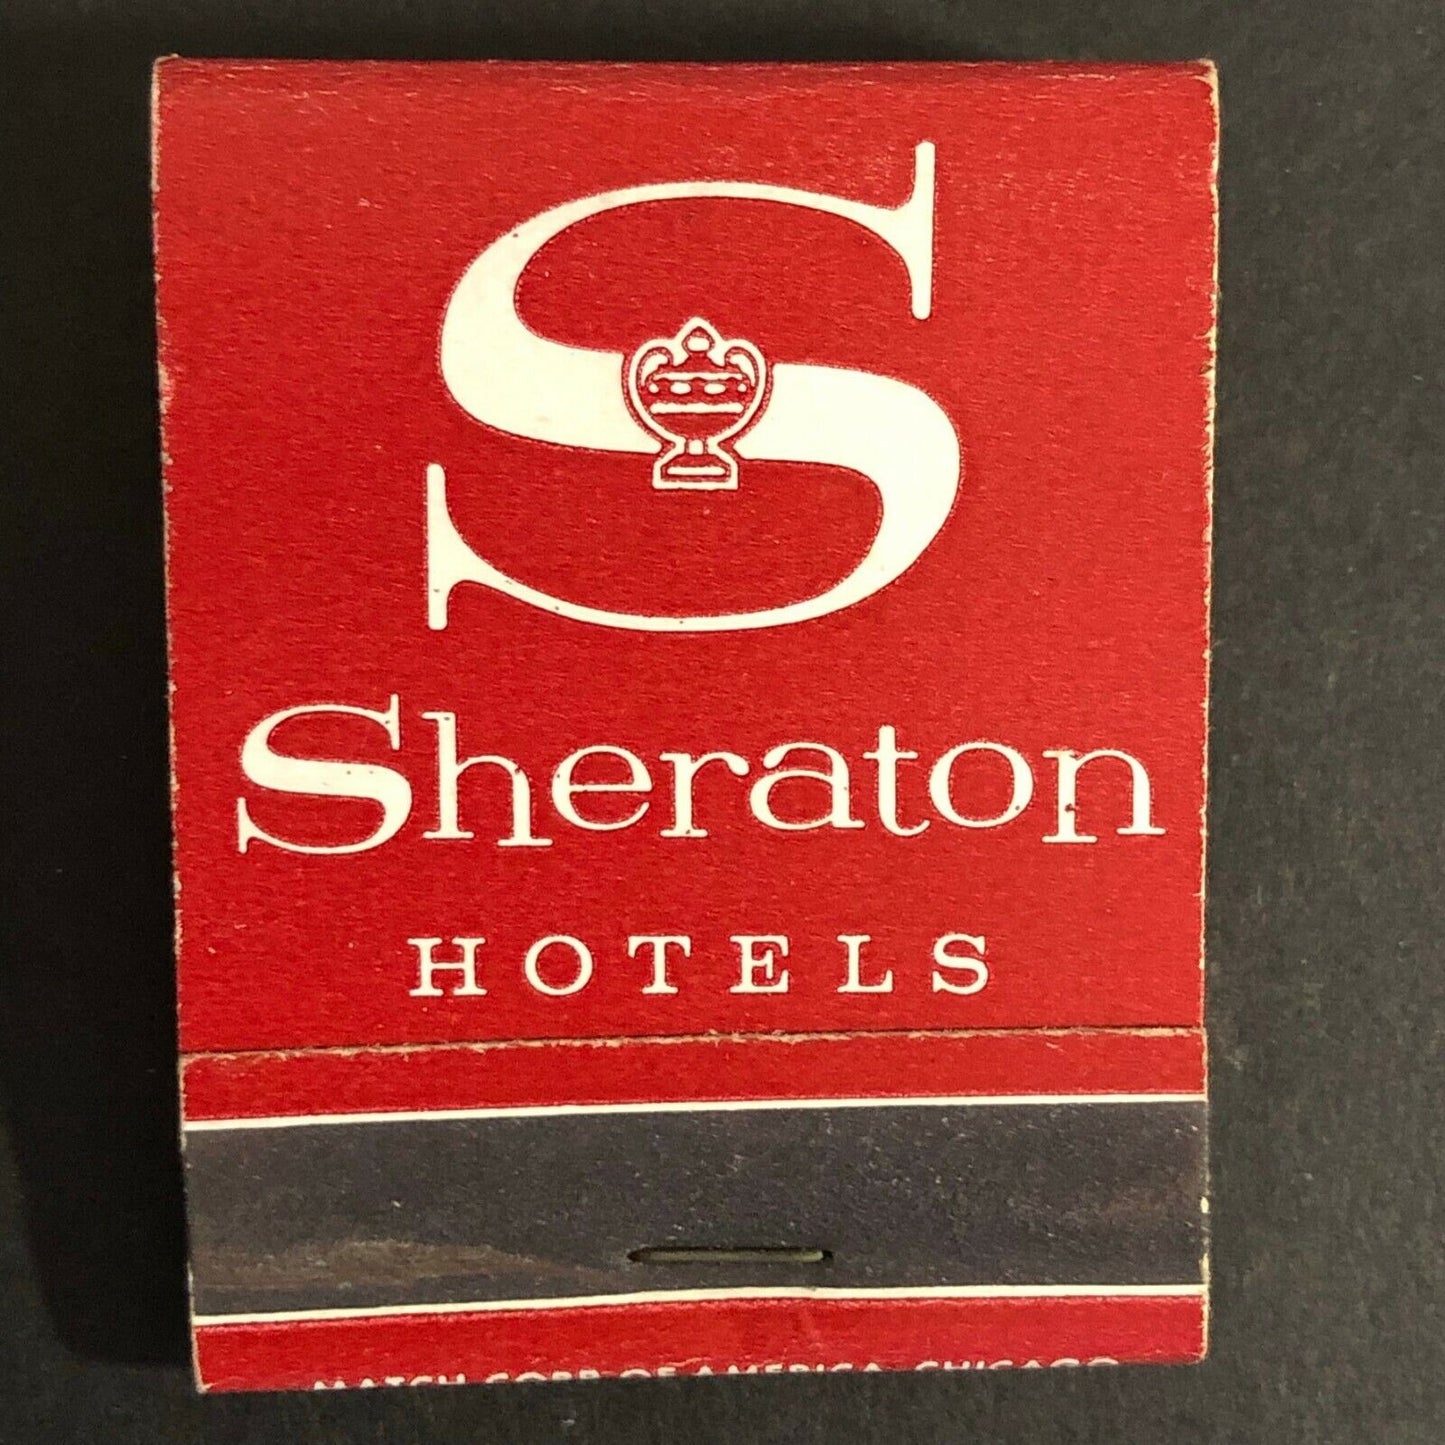 S
Sheraton
HOTELS
MATCH CORP OF AMERICA, CHICAGO